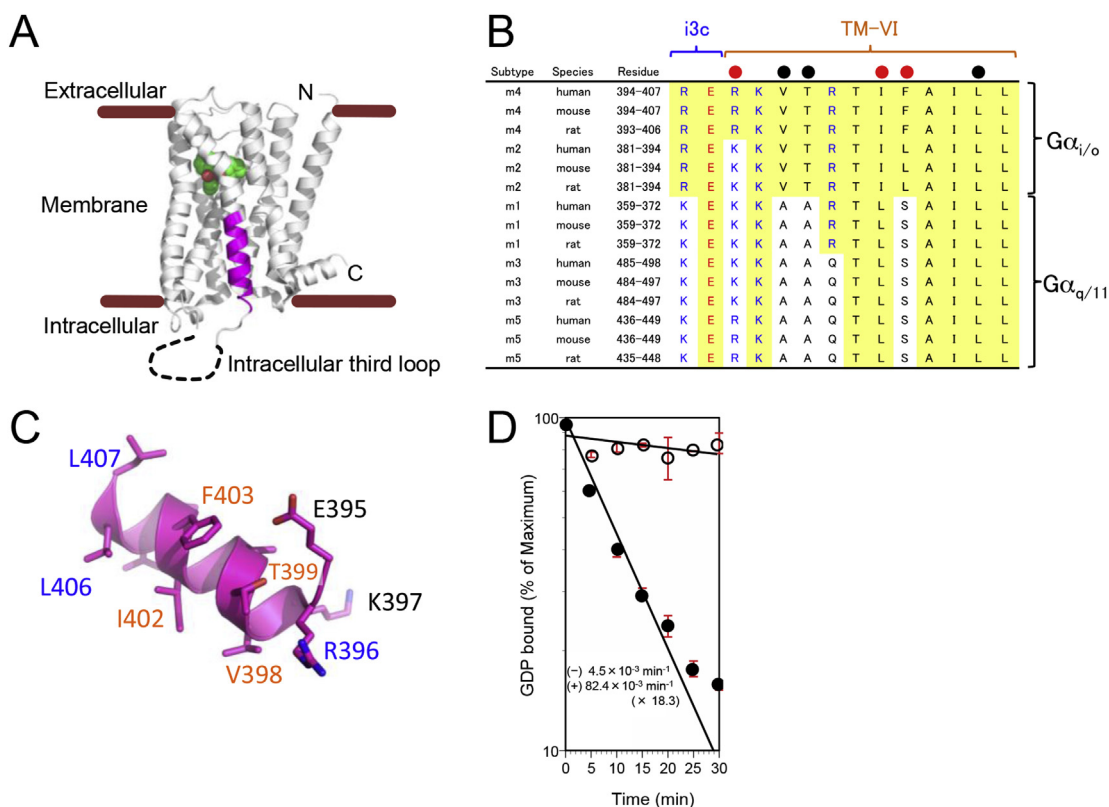 A
Extracellular
N
Membrane
C
Intracellular
Intracellular third loop
B
i3c TM-VI
Subtype Species Residue
m4 human 394-407 R E R K V T R T I F A I L L
m4 mouse 394-407 R E R K V T R T I F A I L L
m4 rat 393-406 R E R K V T R T I F A I L L
m2 human 381-394 R E K K V T R T I L A I L L
m2 mouse 381-394 R E K K V T R T I L A I L L
m2 rat 381-394 R E K K V T R T I L A I L L
m1 human 359-372 K E K K A A R T L S A I L L
m1 mouse 359-372 K E K K A A R T L S A I L L
m1 rat 359-372 K E K K A A R T L S A I L L
m3 human 485-498 K E K K A A Q T L S A I L L
m3 mouse 484-497 K E K K A A Q T L S A I L L
m3 rat 484-497 K E K K A A Q T L S A I L L
m5 human 436-449 K E R K A A Q T L S A I L L
m5 mouse 436-449 K E R K A A Q T L S A I L L
m5 rat 435-448 K E R K A A Q T L S A I L L
Gαi/o
Gαq/11
C
L407
F403
E395
L406
T399
K397
I402
R396
V398
D
100
GDP bound (% of Maximum)
(−) 4.5 × 10-3 min-1
(+) 82.4 × 10-3 min-1
(× 18.3)
10
0 5 10 15 20 25 30
Time (min)